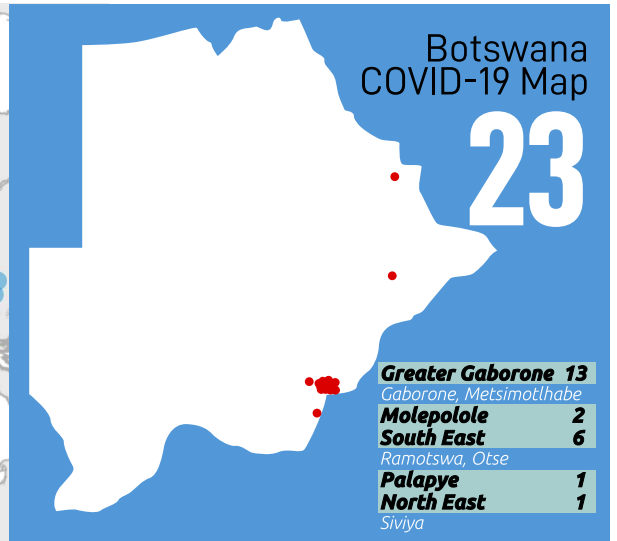 Botswana
COVID-19 Map
23
Greater Gaborone 13
Gaborone, Metsimotlhabe
Molepolole 2
South East 6
Ramotswa, Otse
Palapye 1
North East 1
Siviya